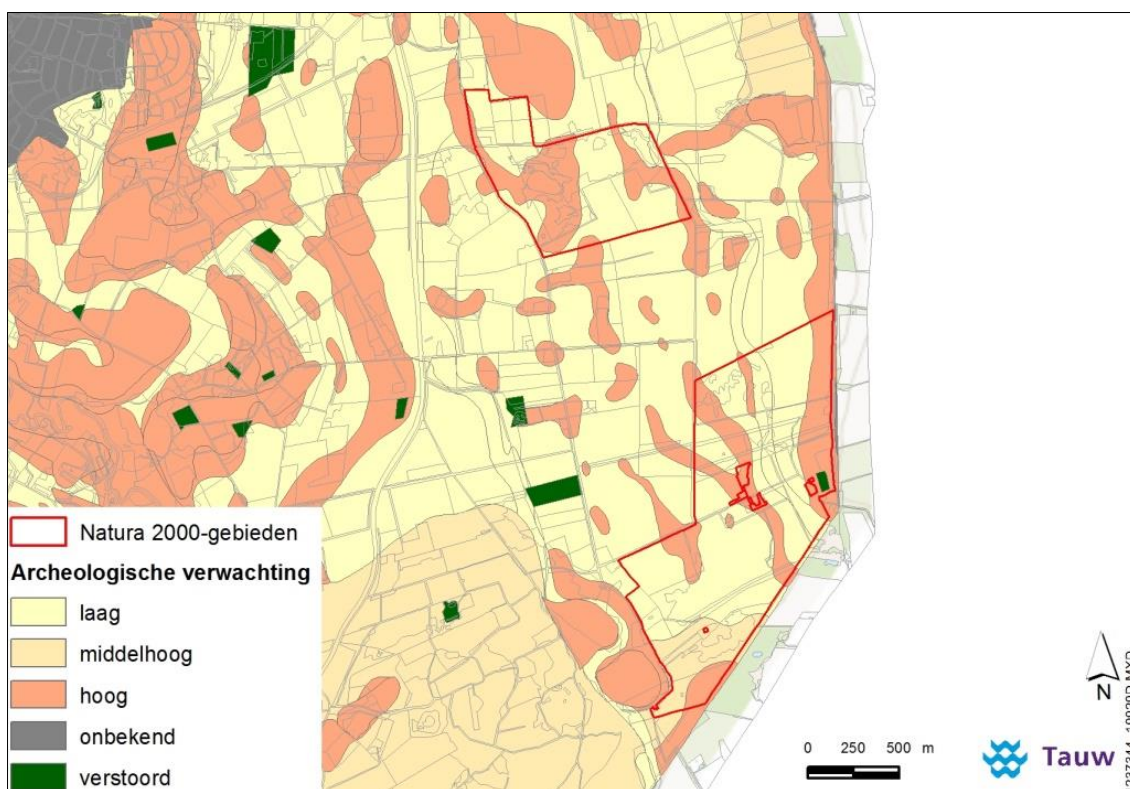 Natura 2000-gebieden
Archeologische verwachting
laag
middelhoog
hoog
onbekend
verstoord
0 250 500 m
N
Tauw